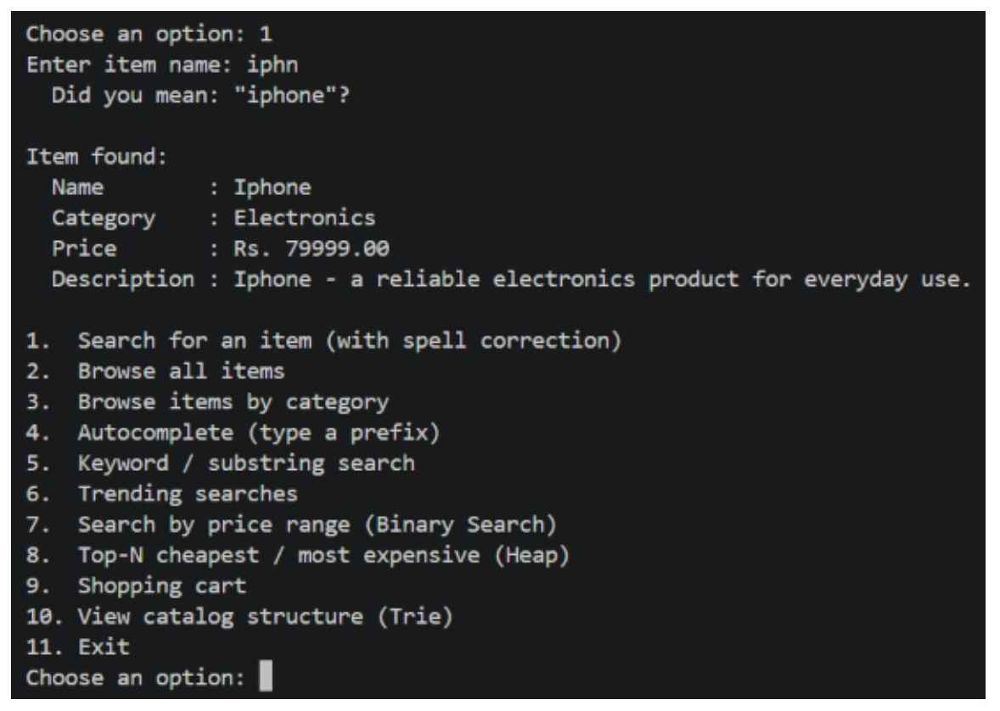 Choose an option: 1
Enter item name: iphn
  Did you mean: "iphone"?

Item found:
  Name        : Iphone
  Category    : Electronics
  Price       : Rs. 79999.00
  Description : Iphone - a reliable electronics product for everyday use.

1.  Search for an item (with spell correction)
2.  Browse all items
3.  Browse items by category
4.  Autocomplete (type a prefix)
5.  Keyword / substring search
6.  Trending searches
7.  Search by price range (Binary Search)
8.  Top-N cheapest / most expensive (Heap)
9.  Shopping cart
10. View catalog structure (Trie)
11. Exit
Choose an option: